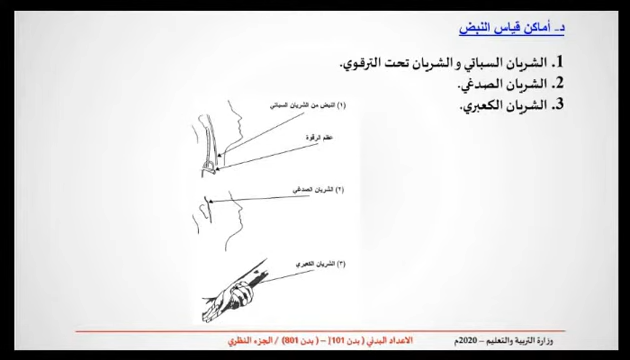 د- أماكن قياس النبض
1. الشريان السباتي والشريان تحت الترقوي.
2. الشريان الصدغي.
3. الشريان الكعبري.
(١) النبض من الشريان السباتي
عظم الرقوة
(٢) الشريان الصدغي
(٣) الشريان الكعبري
وزارة التربية والتعليم – 2020م
الاعداد البدني ( بدن 101) – ( بدن 801) / الجزء النظري